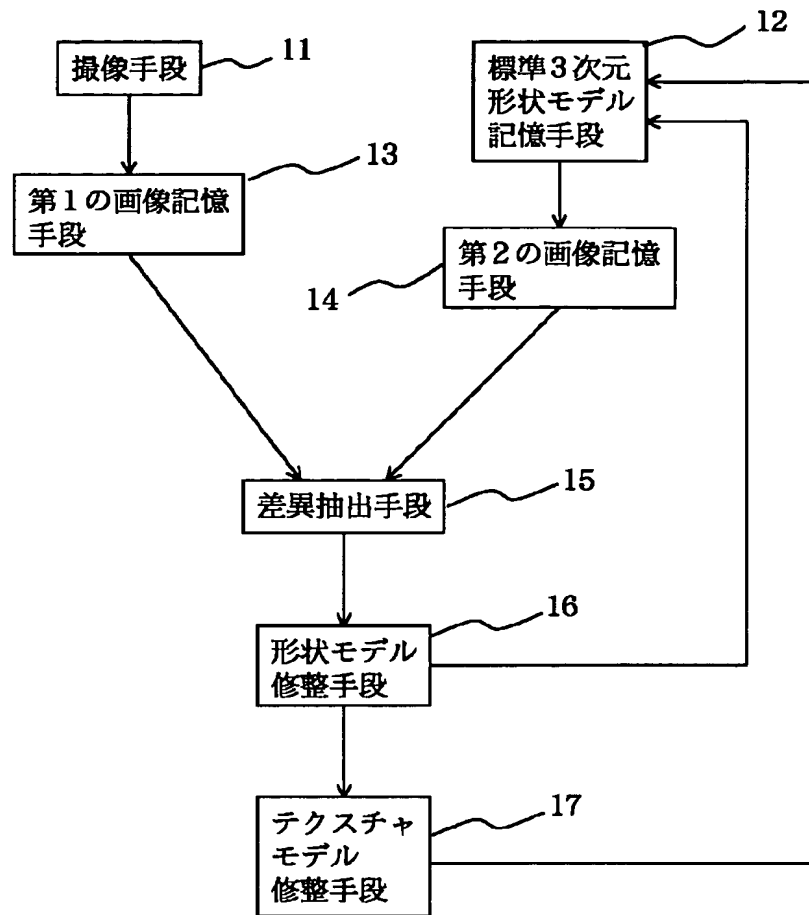 撮像手段
11
標準3次元
形状モデル
記憶手段
12
第1の画像記憶
手段
13
第2の画像記憶
手段
14
差異抽出手段
15
形状モデル
修整手段
16
テクスチャ
モデル
修整手段
17